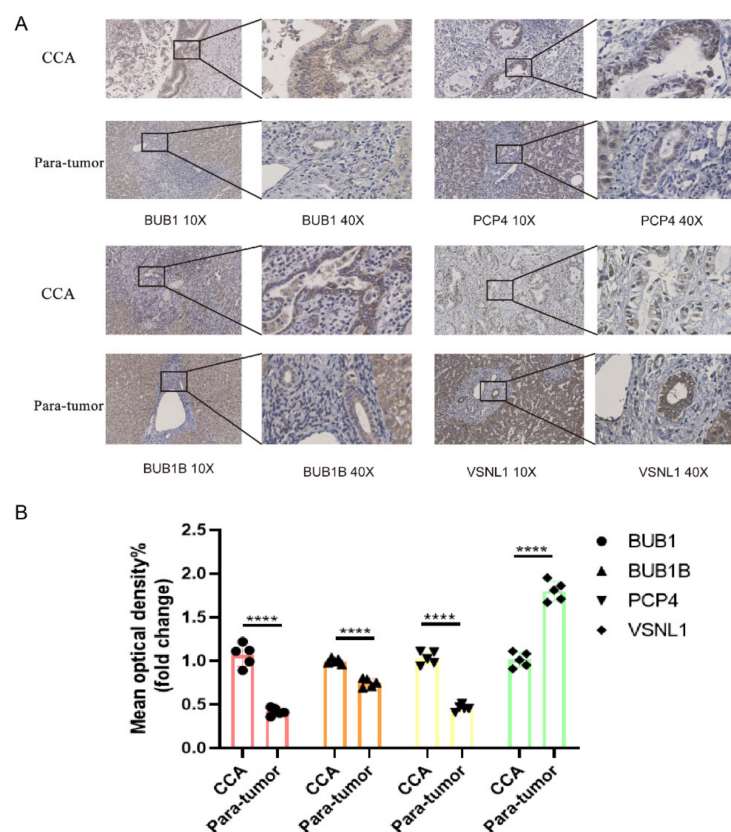 A
CCA
Para-tumor
BUB1 10X BUB1 40X PCP4 10X PCP4 40X
CCA
Para-tumor
BUB1B 10X BUB1B 40X VSNL1 10X VSNL1 40X
B
Mean optical density%
(fold change)
2.5
2.0
1.5
1.0
0.5
0.0
****
****
****
****
CCA
Para-tumor
CCA
Para-tumor
CCA
Para-tumor
CCA
Para-tumor
BUB1
BUB1B
PCP4
VSNL1